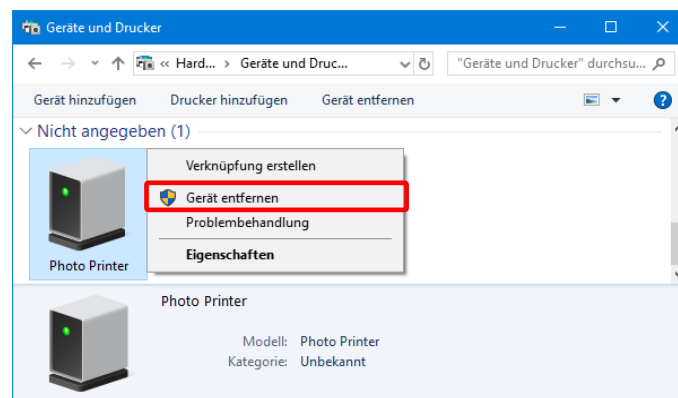 Geräte und Drucker
« Hard... › Geräte und Druc...
"Geräte und Drucker" durchsu...
Gerät hinzufügen Drucker hinzufügen Gerät entfernen
?
Nicht angegeben (1)
Verknüpfung erstellen
Gerät entfernen
Problembehandlung
Eigenschaften
Photo Printer
Photo Printer
Modell: Photo Printer
Kategorie: Unbekannt